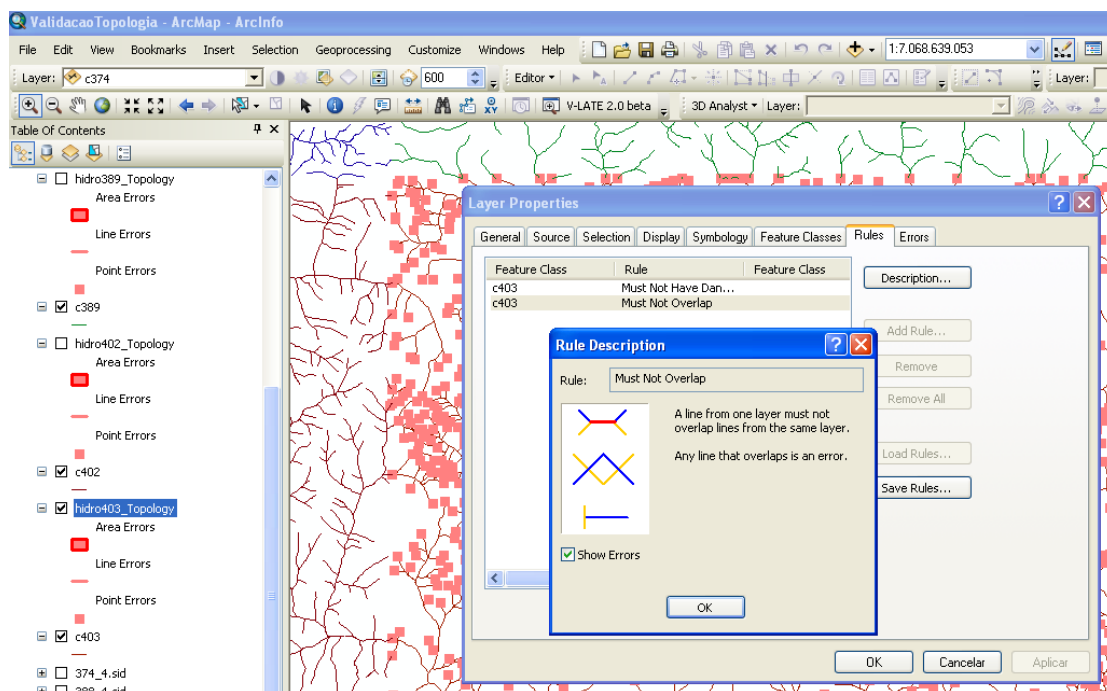 ValidacaoTopologia - ArcMap - ArcInfo
File Edit View Bookmarks Insert Selection Geoprocessing Customize Windows Help 1:7.068.639.053
Layer: c374 600 Editor Layer:
V-LATE 2.0 beta 3D Analyst Layer:
Table Of Contents
hidro389_Topology
Area Errors
Line Errors
Point Errors
c389
hidro402_Topology
Area Errors
Line Errors
Point Errors
c402
hidro403_Topology
Area Errors
Line Errors
Point Errors
c403
374_4.sid
Layer Properties
General Source Selection Display Symbology Feature Classes Rules Errors
Feature Class Rule Feature Class
c403 Must Not Have Dan...
c403 Must Not Overlap
Description...
Add Rule...
Remove
Remove All
Load Rules...
Save Rules...
Rule Description
Rule: Must Not Overlap
A line from one layer must not
overlap lines from the same layer.
Any line that overlaps is an error.
Show Errors
OK
OK Cancelar Aplicar